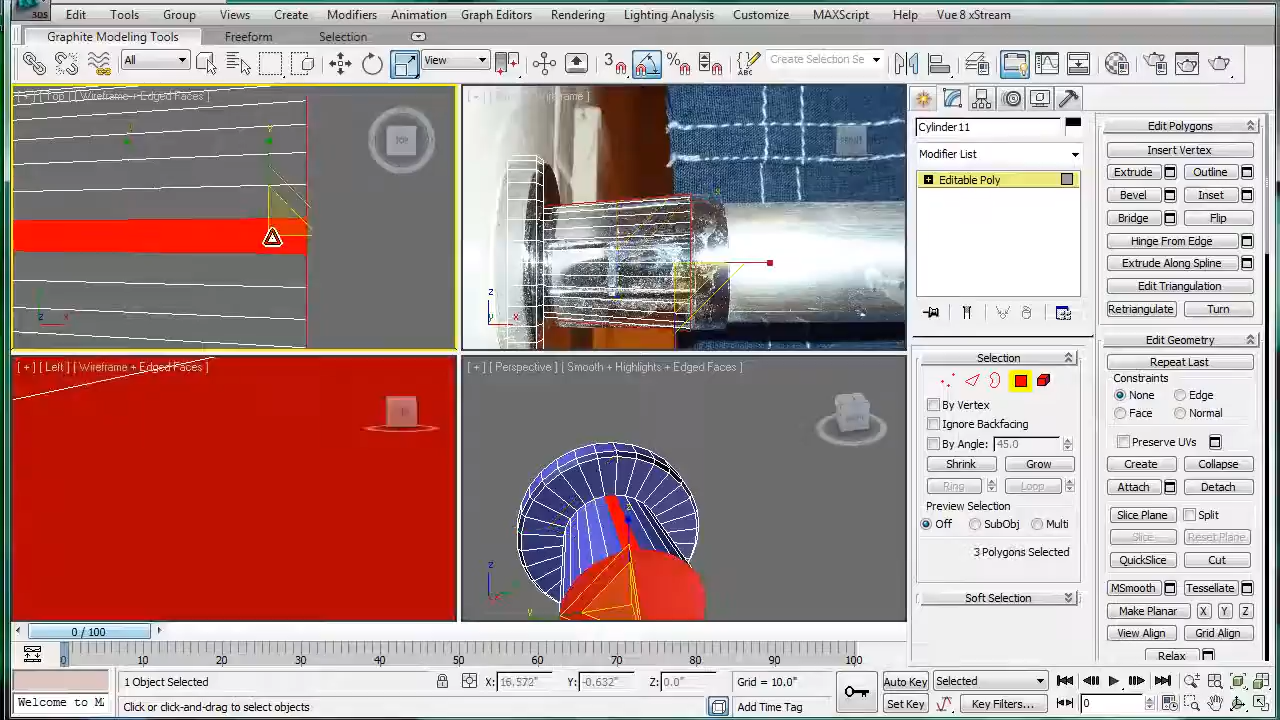 Edit Tools Group Views Create Modifiers Animation Graph Editors Rendering Lighting Analysis Customize MAXScript Help Vue 8 xStream
Graphite Modeling Tools Freeform Selection
All View 3 Create Selection Se
[ + ] [ Top ] [ Wireframe + Edged Faces ]
TOP
FRONT
Cylinder11
Modifier List
Editable Poly
Edit Polygons
Insert Vertex
Extrude Outline
Bevel Inset
Bridge Flip
Hinge From Edge
Extrude Along Spline
Edit Triangulation
Retriangulate Turn
Edit Geometry
Repeat Last
Constraints
None Edge
Face Normal
Preserve UVs
Create Collapse
Attach Detach
Slice Plane Split
Slice Reset Plane
QuickSlice Cut
MSmooth Tessellate
Make Planar X Y Z
View Align Grid Align
Relax
Selection
By Vertex
Ignore Backfacing
By Angle: 45.0
Shrink Grow
Ring Loop
Preview Selection
Off SubObj Multi
3 Polygons Selected
Soft Selection
[ + ] [ Left ] [ Wireframe + Edged Faces ]
[ + ] [ Perspective ] [ Smooth + Highlights + Edged Faces ]
0 / 100
0 10 20 30 40 50 60 70 80 90 100
1 Object Selected X: 16,572" Y: -0,632" Z: 0,0" Grid = 10,0" Auto Key Selected
Welcome to M Click or click-and-drag to select objects Add Time Tag Set Key Key Filters... 0